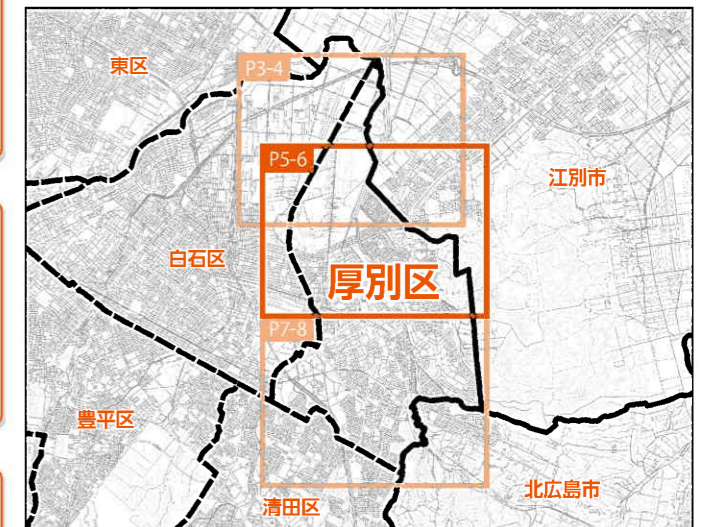 東区
P3-4
P5-6
江別市
白石区
厚別区
P7-8
豊平区
北広島市
清田区